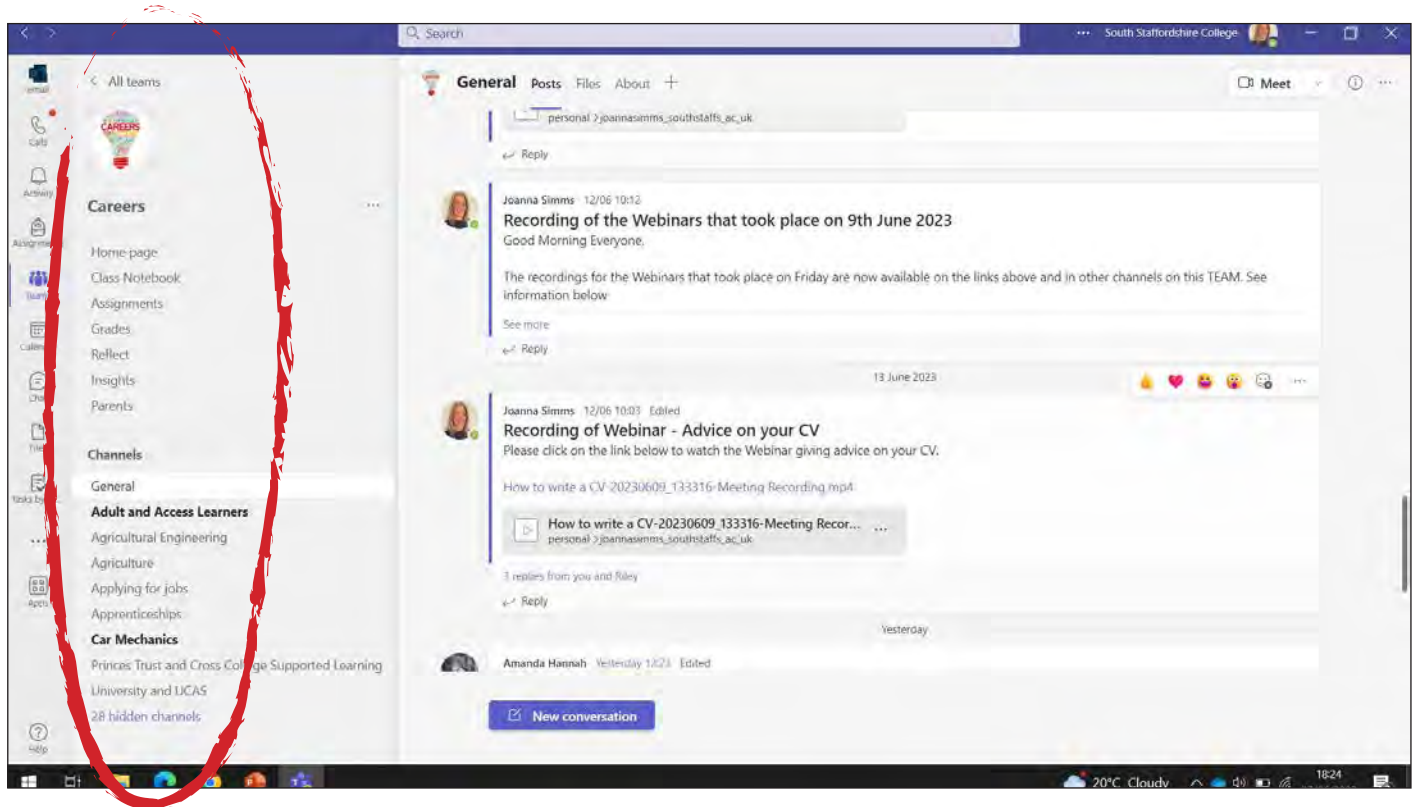 Search
South Staffordshire College
email
Calls
Activity
Teams
Files
Apps
Help
All teams
CAREERS
Careers
Home page
Class Notebook
Assignments
Grades
Reflect
Insights
Parents
Channels
General
Adult and Access Learners
Agricultural Engineering
Agriculture
Applying for jobs
Apprenticeships
Car Mechanics
Princes Trust and Cross College Supported Learning
University and UCAS
28 hidden channels
General Posts Files About
Meet
personal > joannasimms_southstaffs_ac_uk
Reply
Joanna Simms 12/06 10:12
Recording of the Webinars that took place on 9th June 2023
Good Morning Everyone,
The recordings for the Webinars that took place on Friday are now available on the links above and in other channels on this TEAM. See
information below
See more
Reply
13 June 2023
Joanna Simms 12/06 10:03 Edited
Recording of Webinar - Advice on your CV
Please click on the link below to watch the Webinar giving advice on your CV.
How to write a CV-20230609_133316-Meeting Recording.mp4
How to write a CV-20230609_133316-Meeting Recor...
personal > joannasimms_southstaffs_ac_uk
3 replies from you and Riley
Reply
Yesterday
Amanda Hannah Yesterday Edited
New conversation
20°C Cloudy
18:24